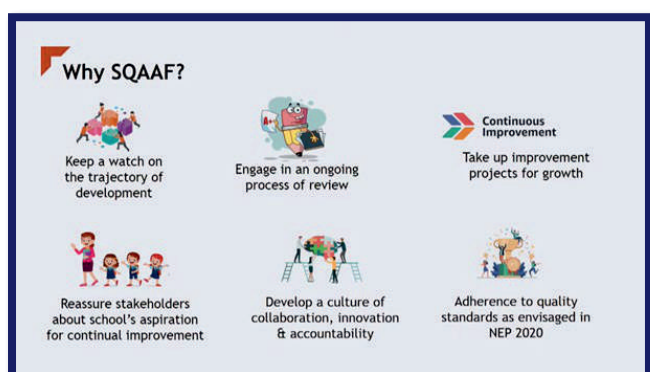 Why SQAAF?
Keep a watch on
the trajectory of
development
A+
Engage in an ongoing
process of review
Continuous
Improvement
Take up improvement
projects for growth
Reassure stakeholders
about school's aspiration
for continual improvement
Develop a culture of
collaboration, innovation
& accountability
Adherence to quality
standards as envisaged in
NEP 2020